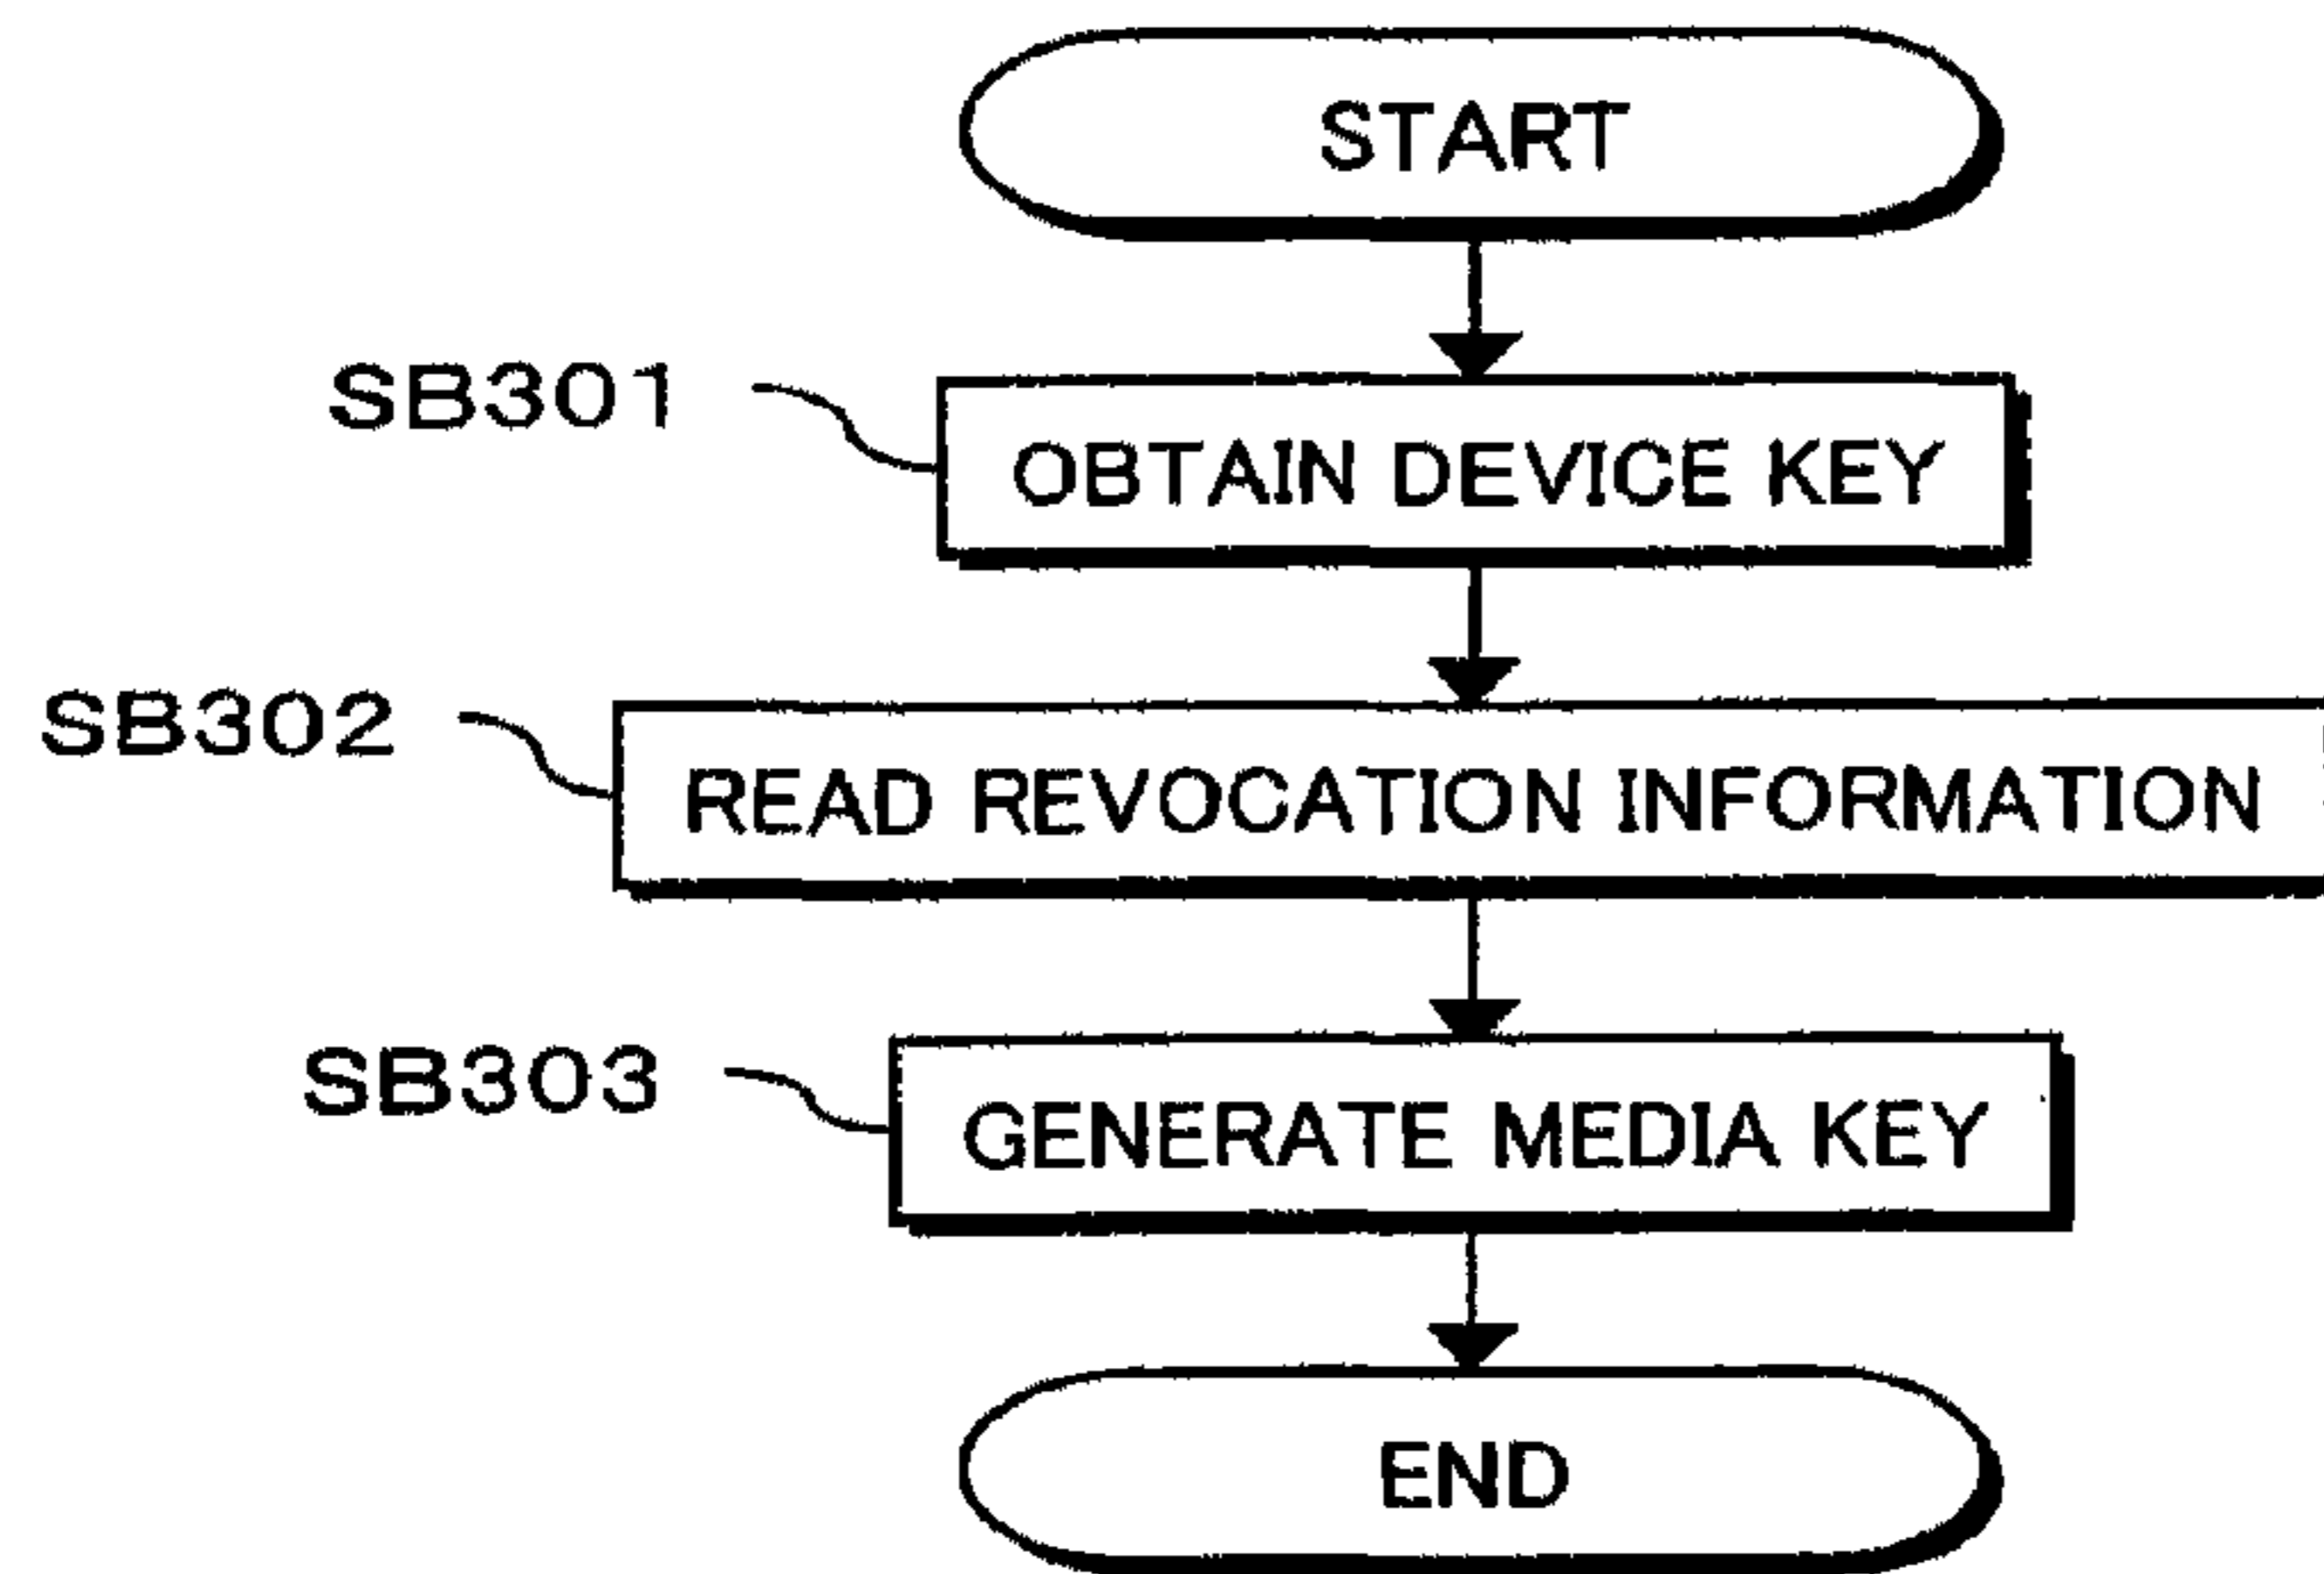 START
SB301
OBTAIN DEVICE KEY
SB302
READ REVOCATION INFORMATION
SB303
GENERATE MEDIA KEY
END